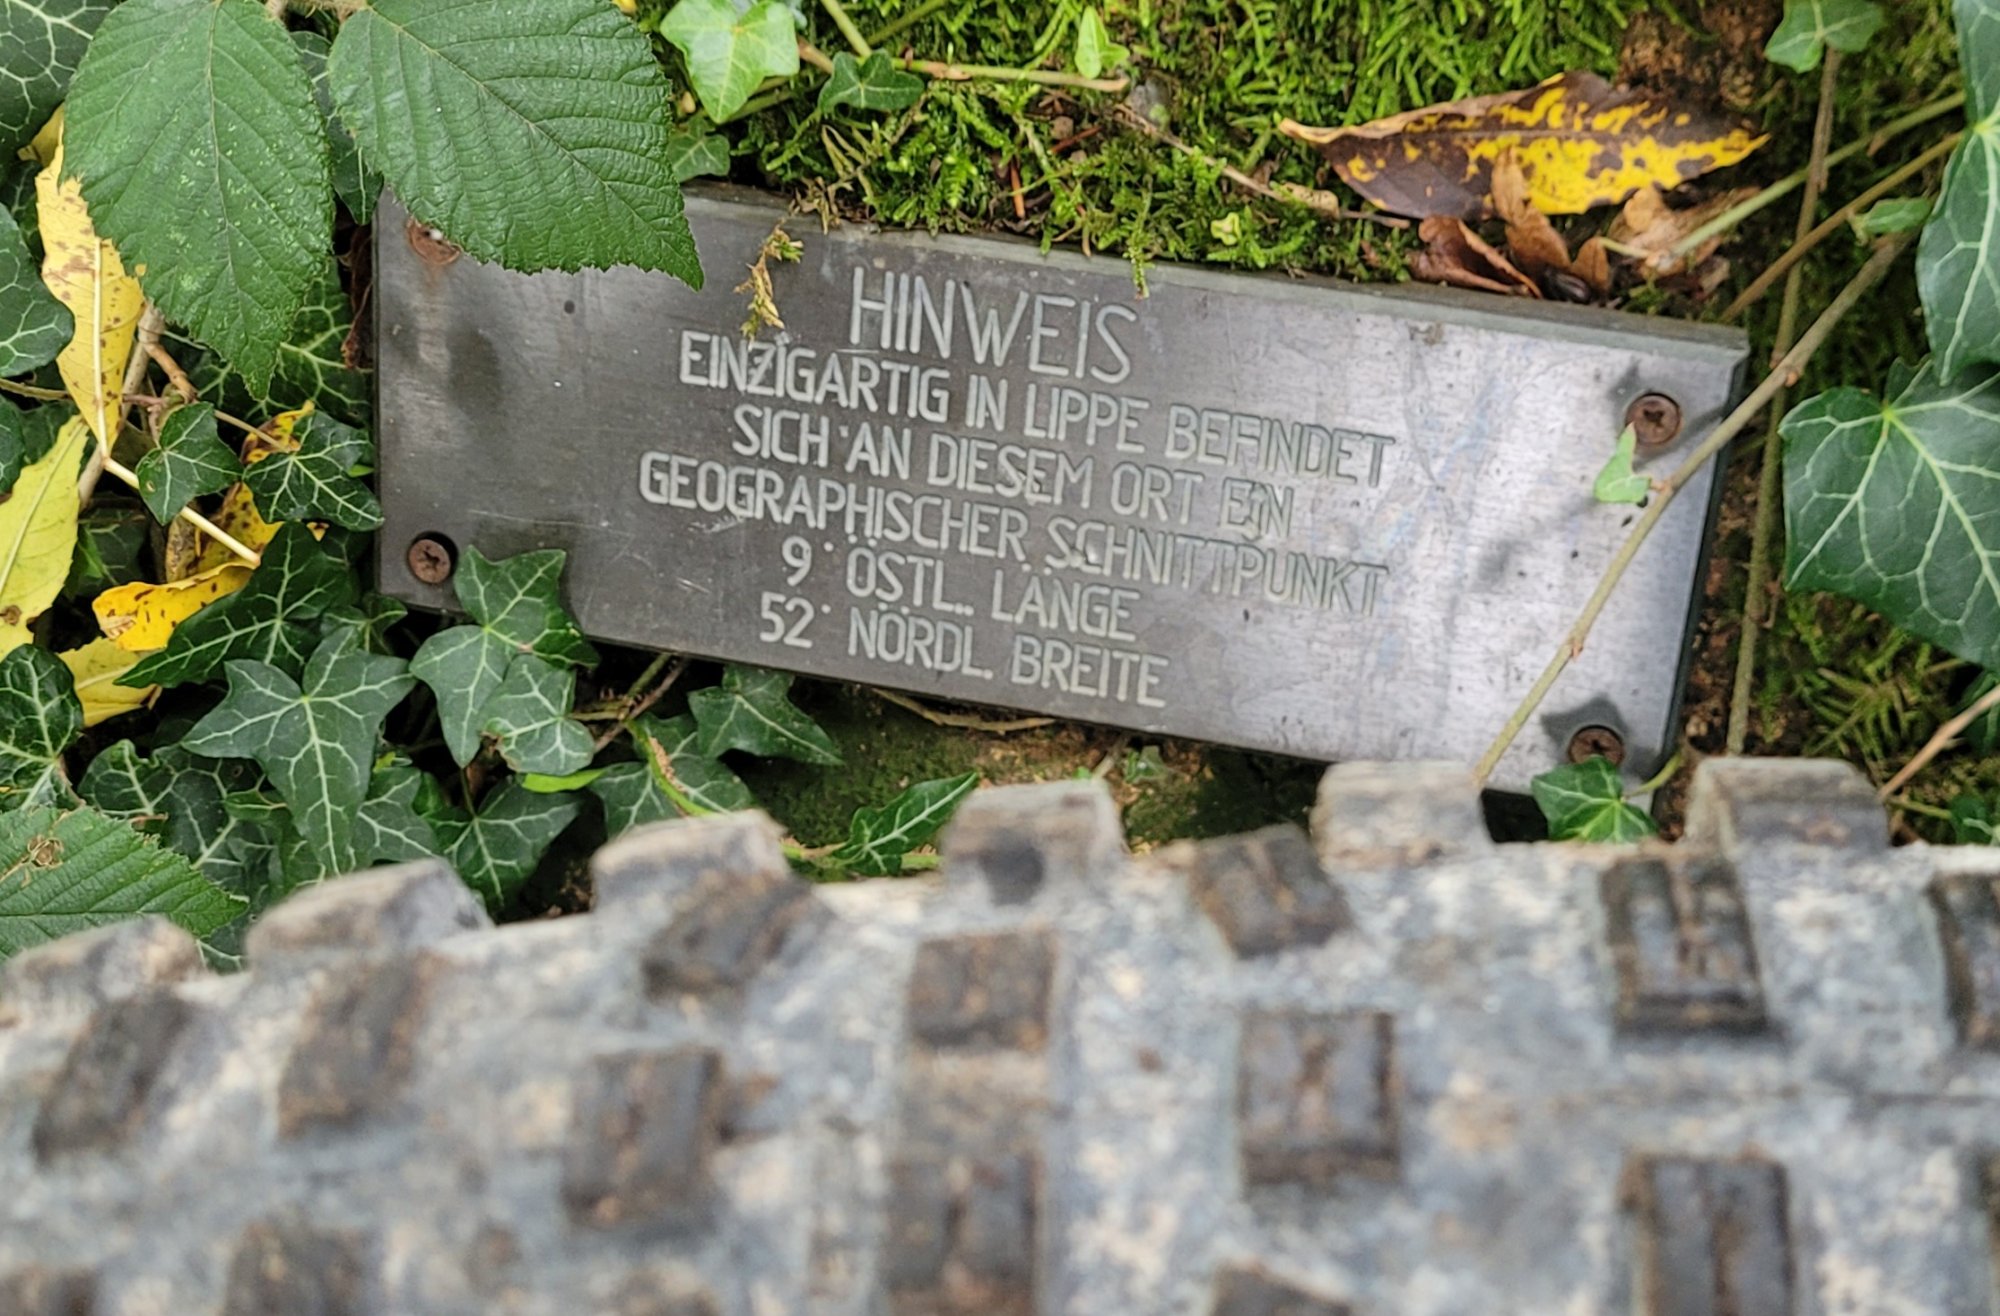 HINWEIS
EINZIGARTIG IN LIPPE BEFINDET
SICH AN DIESEM ORT EIN
GEOGRAPHISCHER SCHNITTPUNKT
9° ÖSTL. LÄNGE
52° NÖRDL. BREITE